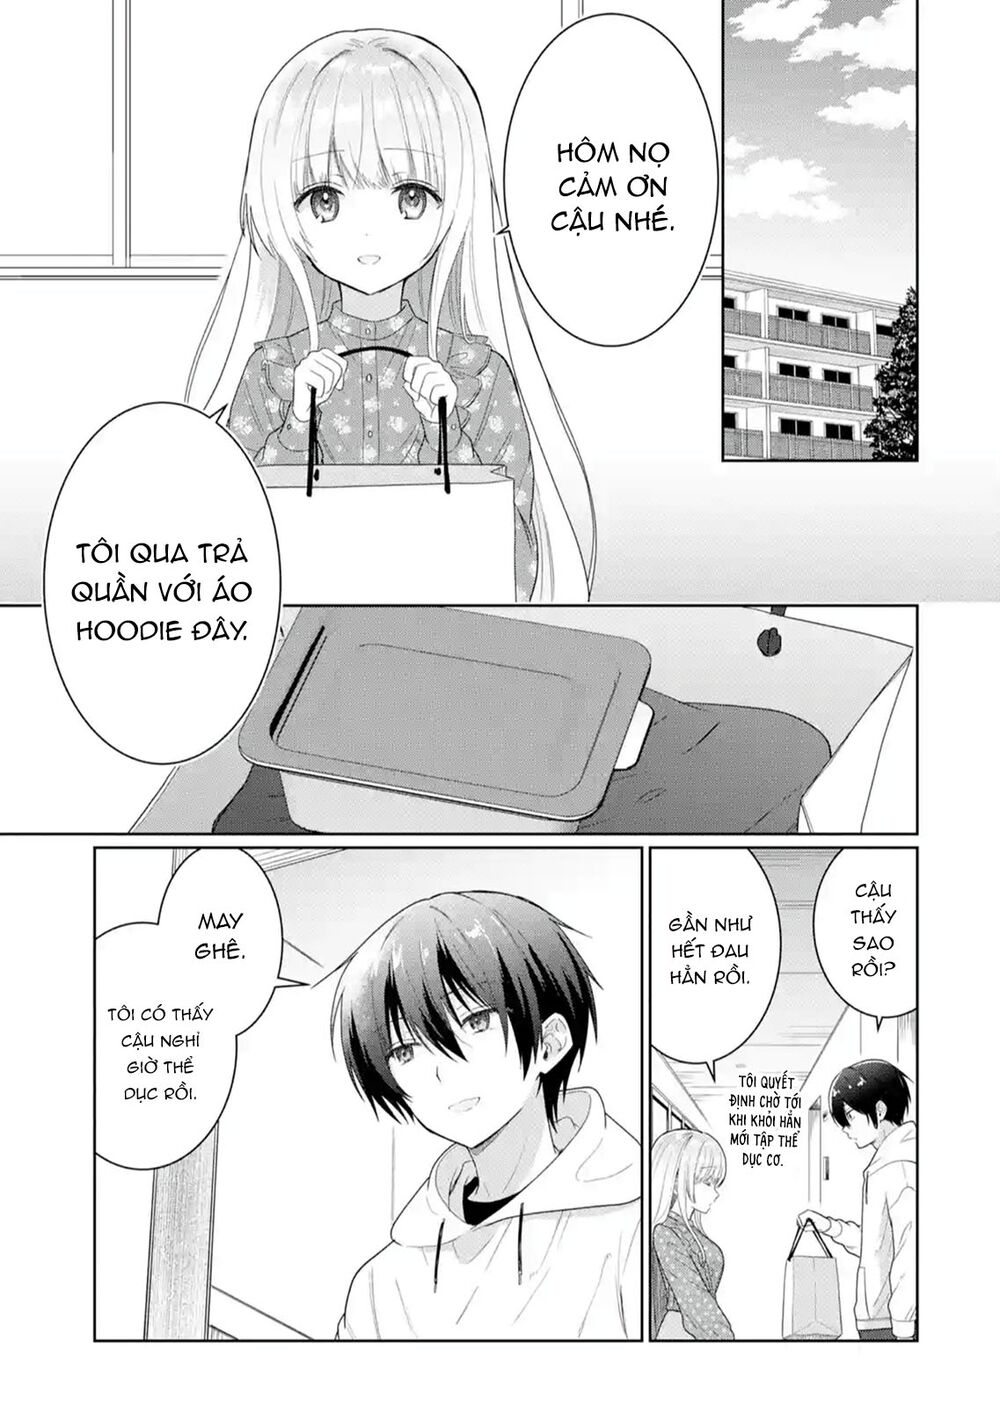 HÔM NỌ
CẢM ƠN
CẬU NHÉ.
TÔI QUA TRẢ
QUẦN VỚI ÁO
HOODIE ĐÂY.
CẬU
THẤY
SAO
RỒI?
GẦN NHƯ
HẾT ĐAU
HẲN RỒI.
TÔI QUYẾT
ĐỊNH CHỜ TỚI
KHI KHỎI HẲN
MỚI TẬP THỂ
DỤC CƠ.
MAY
GHÊ.
TÔI CÓ THẤY
CẬU NGHỈ
GIỜ THỂ
DỤC RỒI.